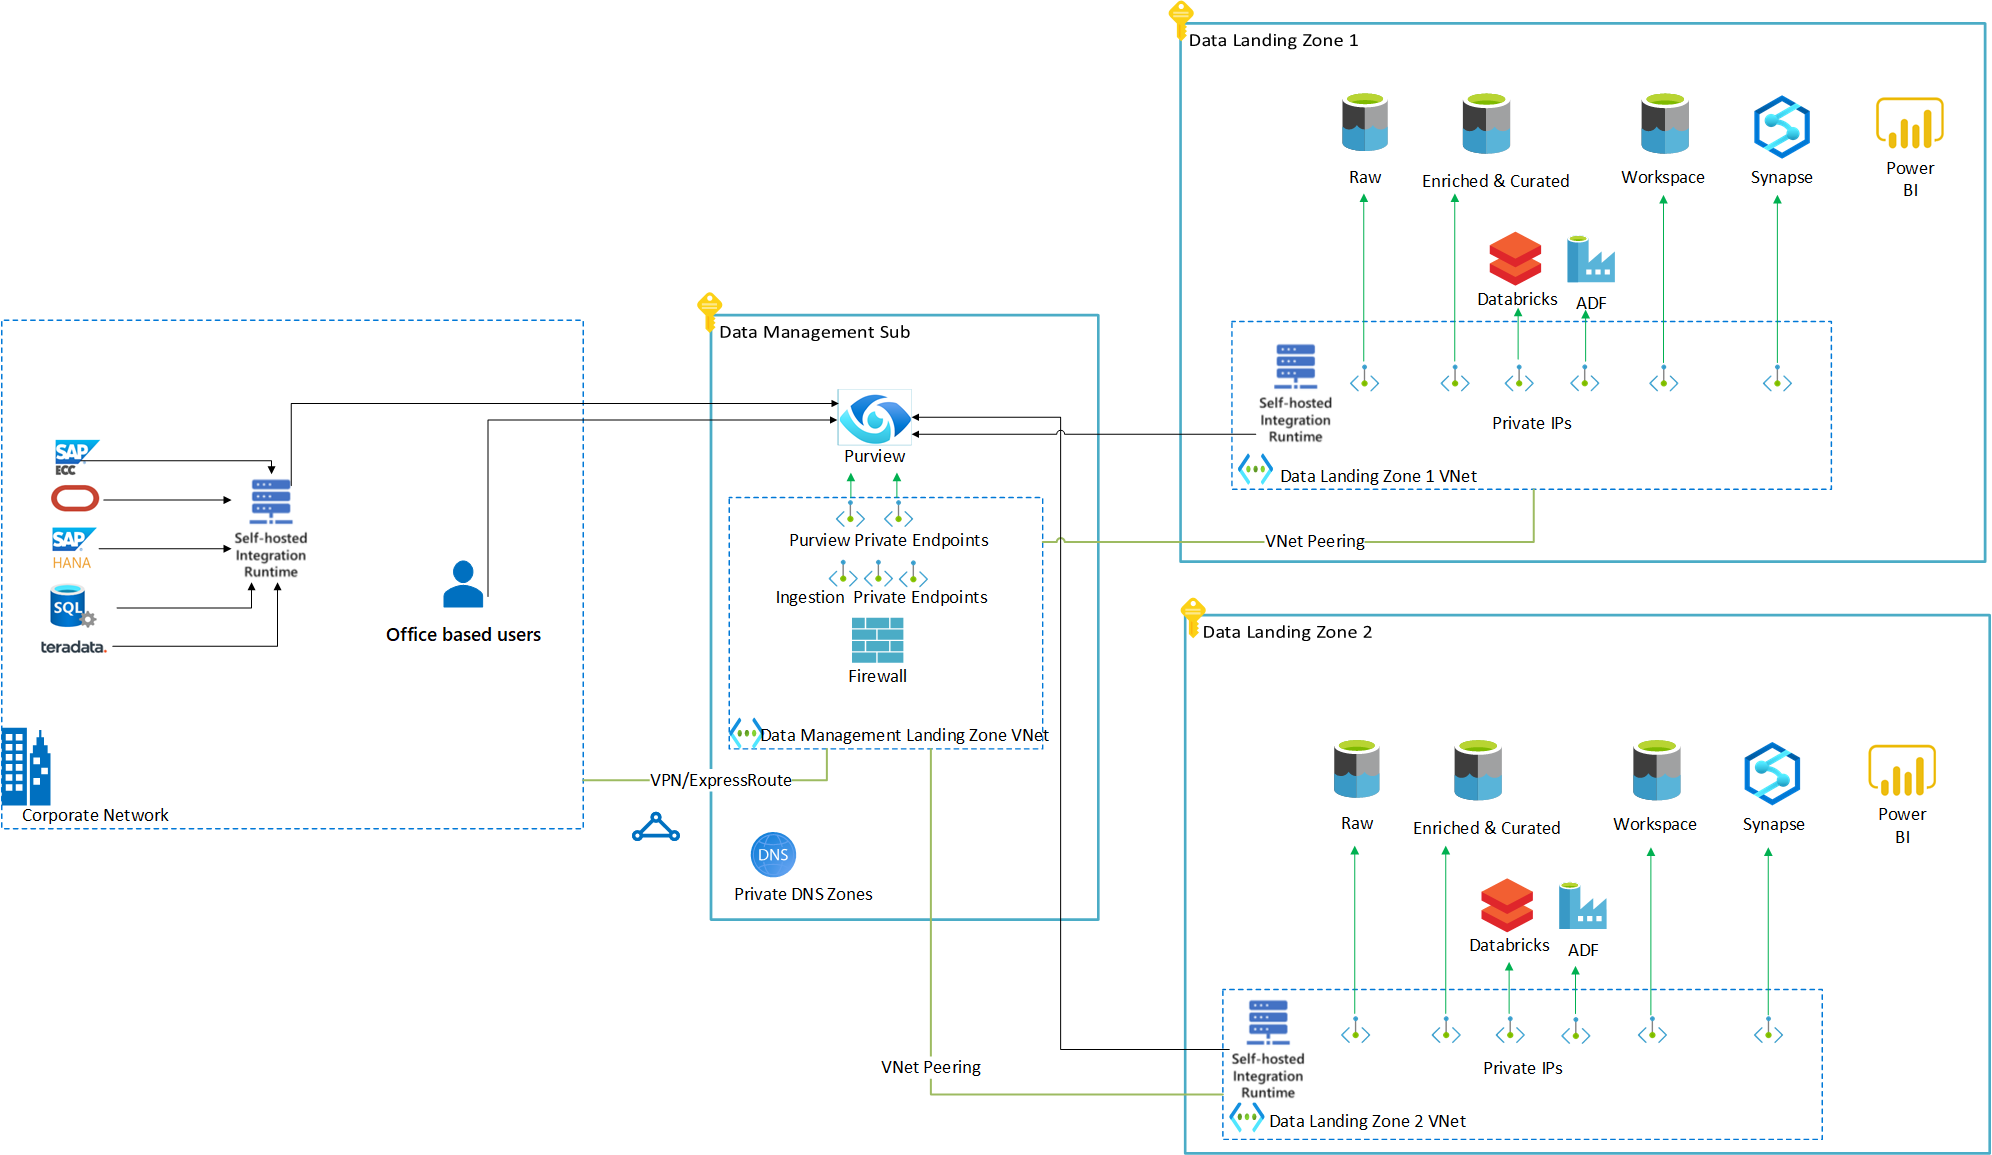 Data Landing Zone 1
Raw
Enriched & Curated
Workspace
Synapse
Power
BI
Databricks
ADF
Self-hosted
Integration
Runtime
Private IPs
Data Landing Zone 1 VNet
Data Management Sub
Purview
Purview Private Endpoints
Ingestion Private Endpoints
Firewall
Data Management Landing Zone VNet
VNet Peering
SAP
ECC
SAP
HANA
SQL
teradata.
Self-hosted
Integration
Runtime
Office based users
Corporate Network
VPN/ExpressRoute
DNS
Private DNS Zones
VNet Peering
Data Landing Zone 2
Raw
Enriched & Curated
Workspace
Synapse
Power
BI
Databricks
ADF
Self-hosted
Integration
Runtime
Private IPs
Data Landing Zone 2 VNet